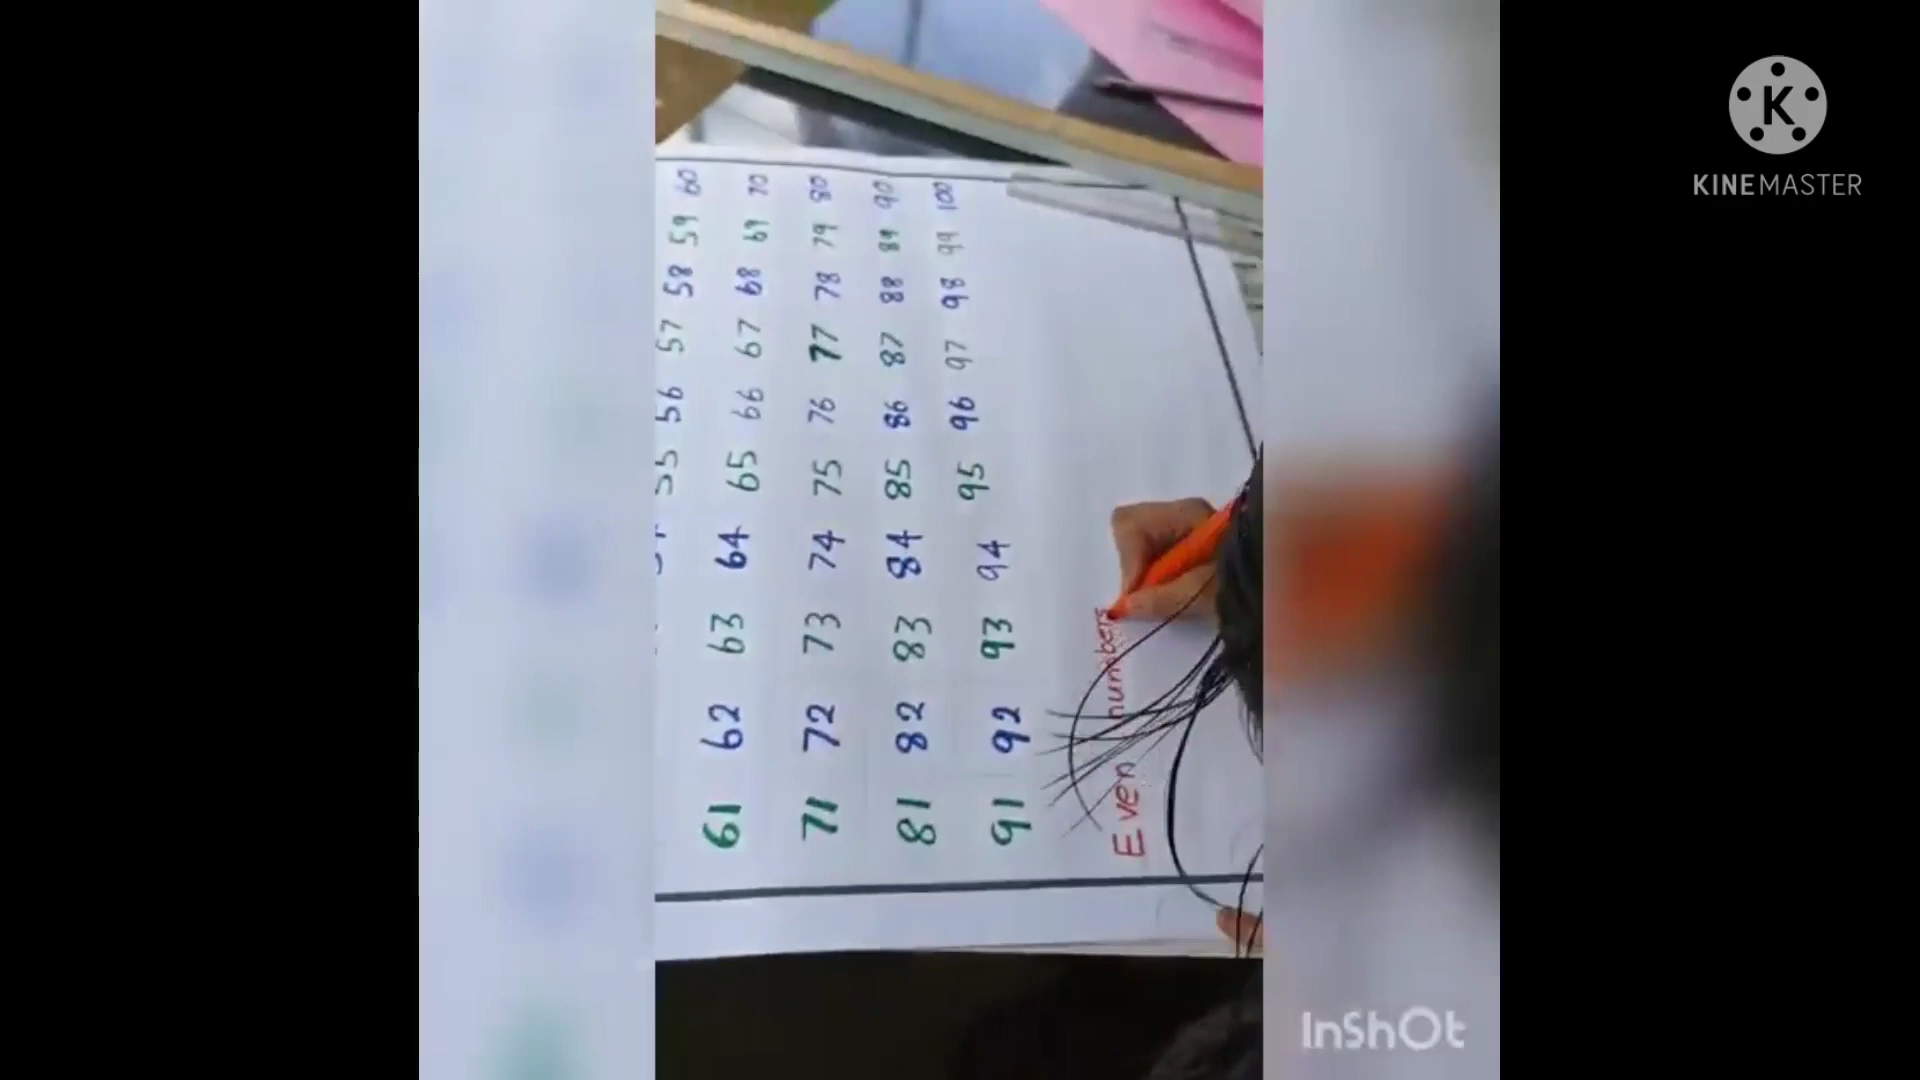 55 56 57 58 59 60
61 62 63 64 65 66 67 68 69 70
71 72 73 74 75 76 77 78 79 80
81 82 83 84 85 86 87 88 89 90
91 92 93 94 95 96 97 98 99 100
Even numbers
KINEMASTER
InShOt